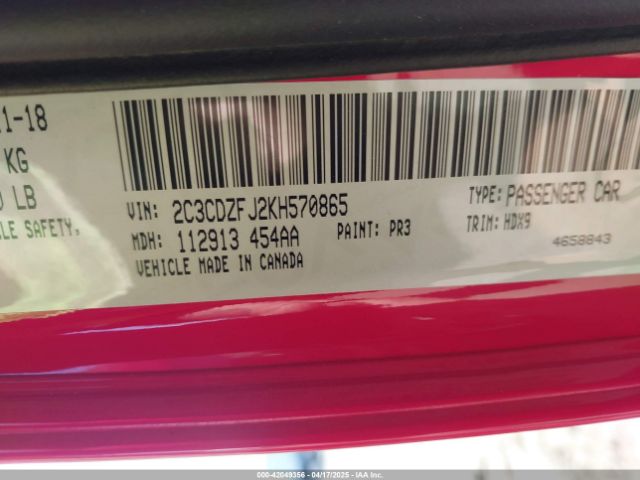 1-18
KG
LB
LE SAFETY,
VIN: 2C3CDZFJ2KH570865
TYPE: PASSENGER CAR
MDH: 112913 454AA
PAINT: PR3
TRIM: HDX9
VEHICLE MADE IN CANADA
4658843
000-42049356 - 04/17/2025 - IAA Inc.